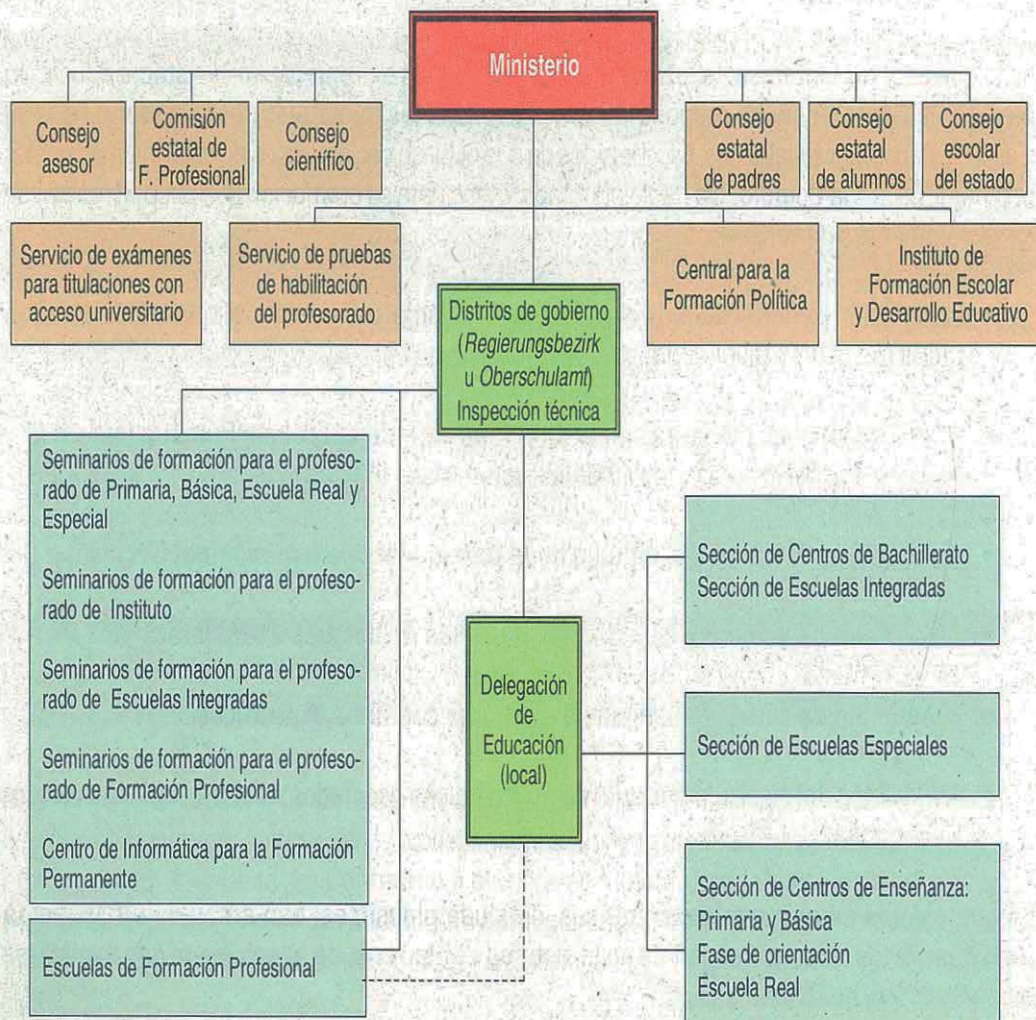 Ministerio
Consejo
asesor
Comisión
estatal de
F. Profesional
Consejo
científico
Consejo
estatal
de padres
Consejo
estatal
de alumnos
Consejo
escolar
del estado
Servicio de exámenes
para titulaciones con
acceso universitario
Servicio de pruebas
de habilitación
del profesorado
Central para la
Formación Política
Instituto de
Formación Escolar
y Desarrollo Educativo
Distritos de gobierno
(Regierungsbezirk
u Oberschulamt)
Inspección técnica
Seminarios de formación para el profeso-
rado de Primaria, Básica, Escuela Real y
Especial
Seminarios de formación para el profeso-
rado de Instituto
Seminarios de formación para el profeso-
rado de Escuelas Integradas
Seminarios de formación para el profeso-
rado de Formación Profesional
Centro de Informática para la Formación
Permanente
Escuelas de Formación Profesional
Delegación
de
Educación
(local)
Sección de Centros de Bachillerato
Sección de Escuelas Integradas
Sección de Escuelas Especiales
Sección de Centros de Enseñanza:
Primaria y Básica
Fase de orientación
Escuela Real